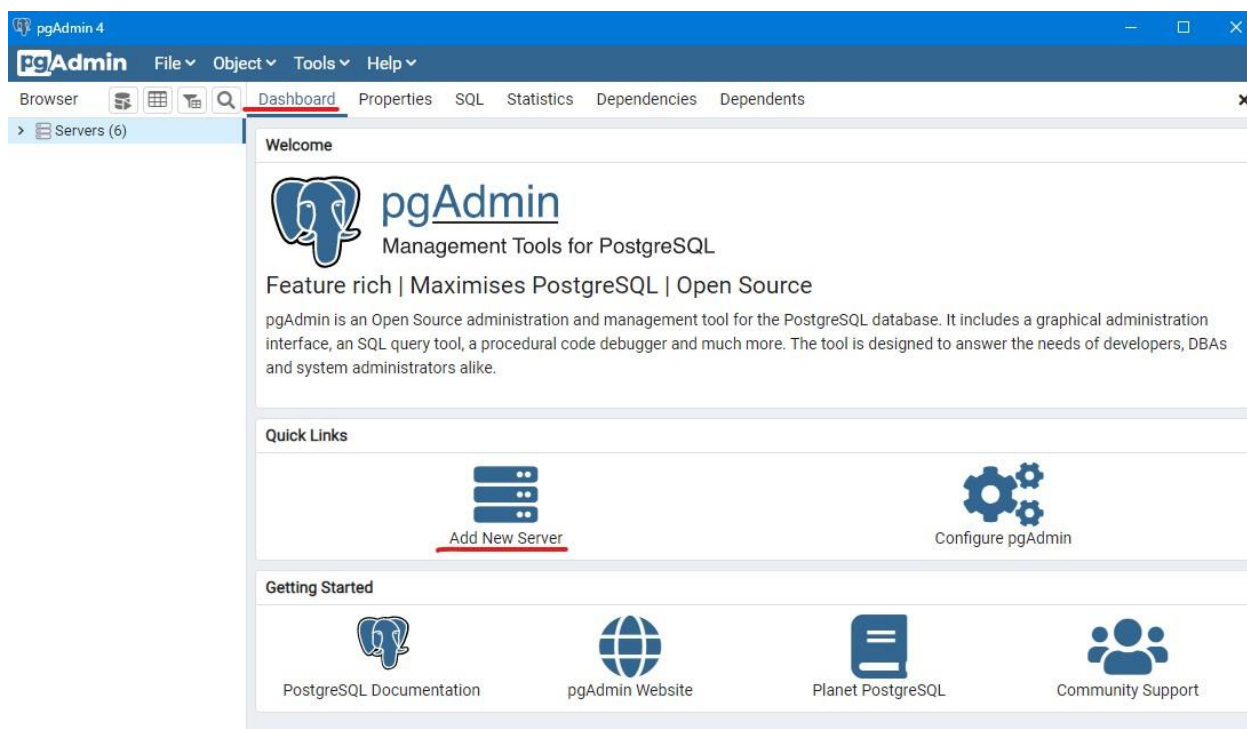 pgAdmin 4
pgAdmin File Object Tools Help
Browser Dashboard Properties SQL Statistics Dependencies Dependents
Servers (6)
Welcome
pgAdmin
Management Tools for PostgreSQL
Feature rich | Maximises PostgreSQL | Open Source
pgAdmin is an Open Source administration and management tool for the PostgreSQL database. It includes a graphical administration
interface, an SQL query tool, a procedural code debugger and much more. The tool is designed to answer the needs of developers, DBAs
and system administrators alike.
Quick Links
Add New Server Configure pgAdmin
Getting Started
PostgreSQL Documentation pgAdmin Website Planet PostgreSQL Community Support